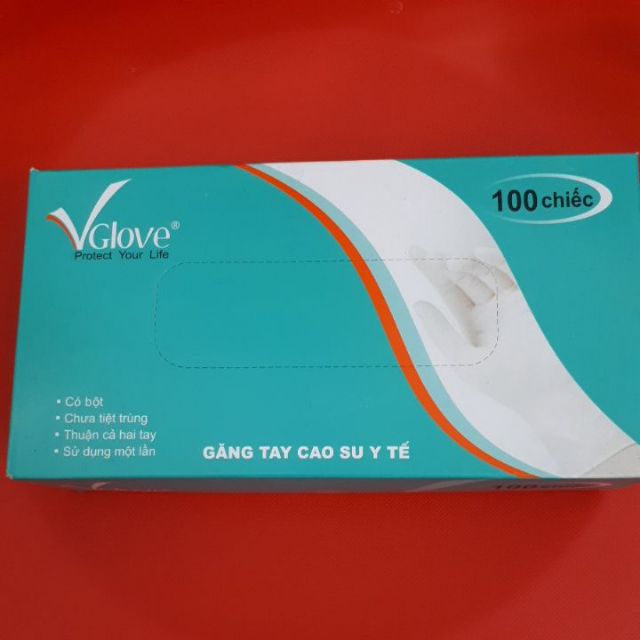 VGlove®
Protect Your Life
100 chiếc
• Có bột
• Chưa tiệt trùng
• Thuận cả hai tay
• Sử dụng một lần
GĂNG TAY CAO SU Y TẾ